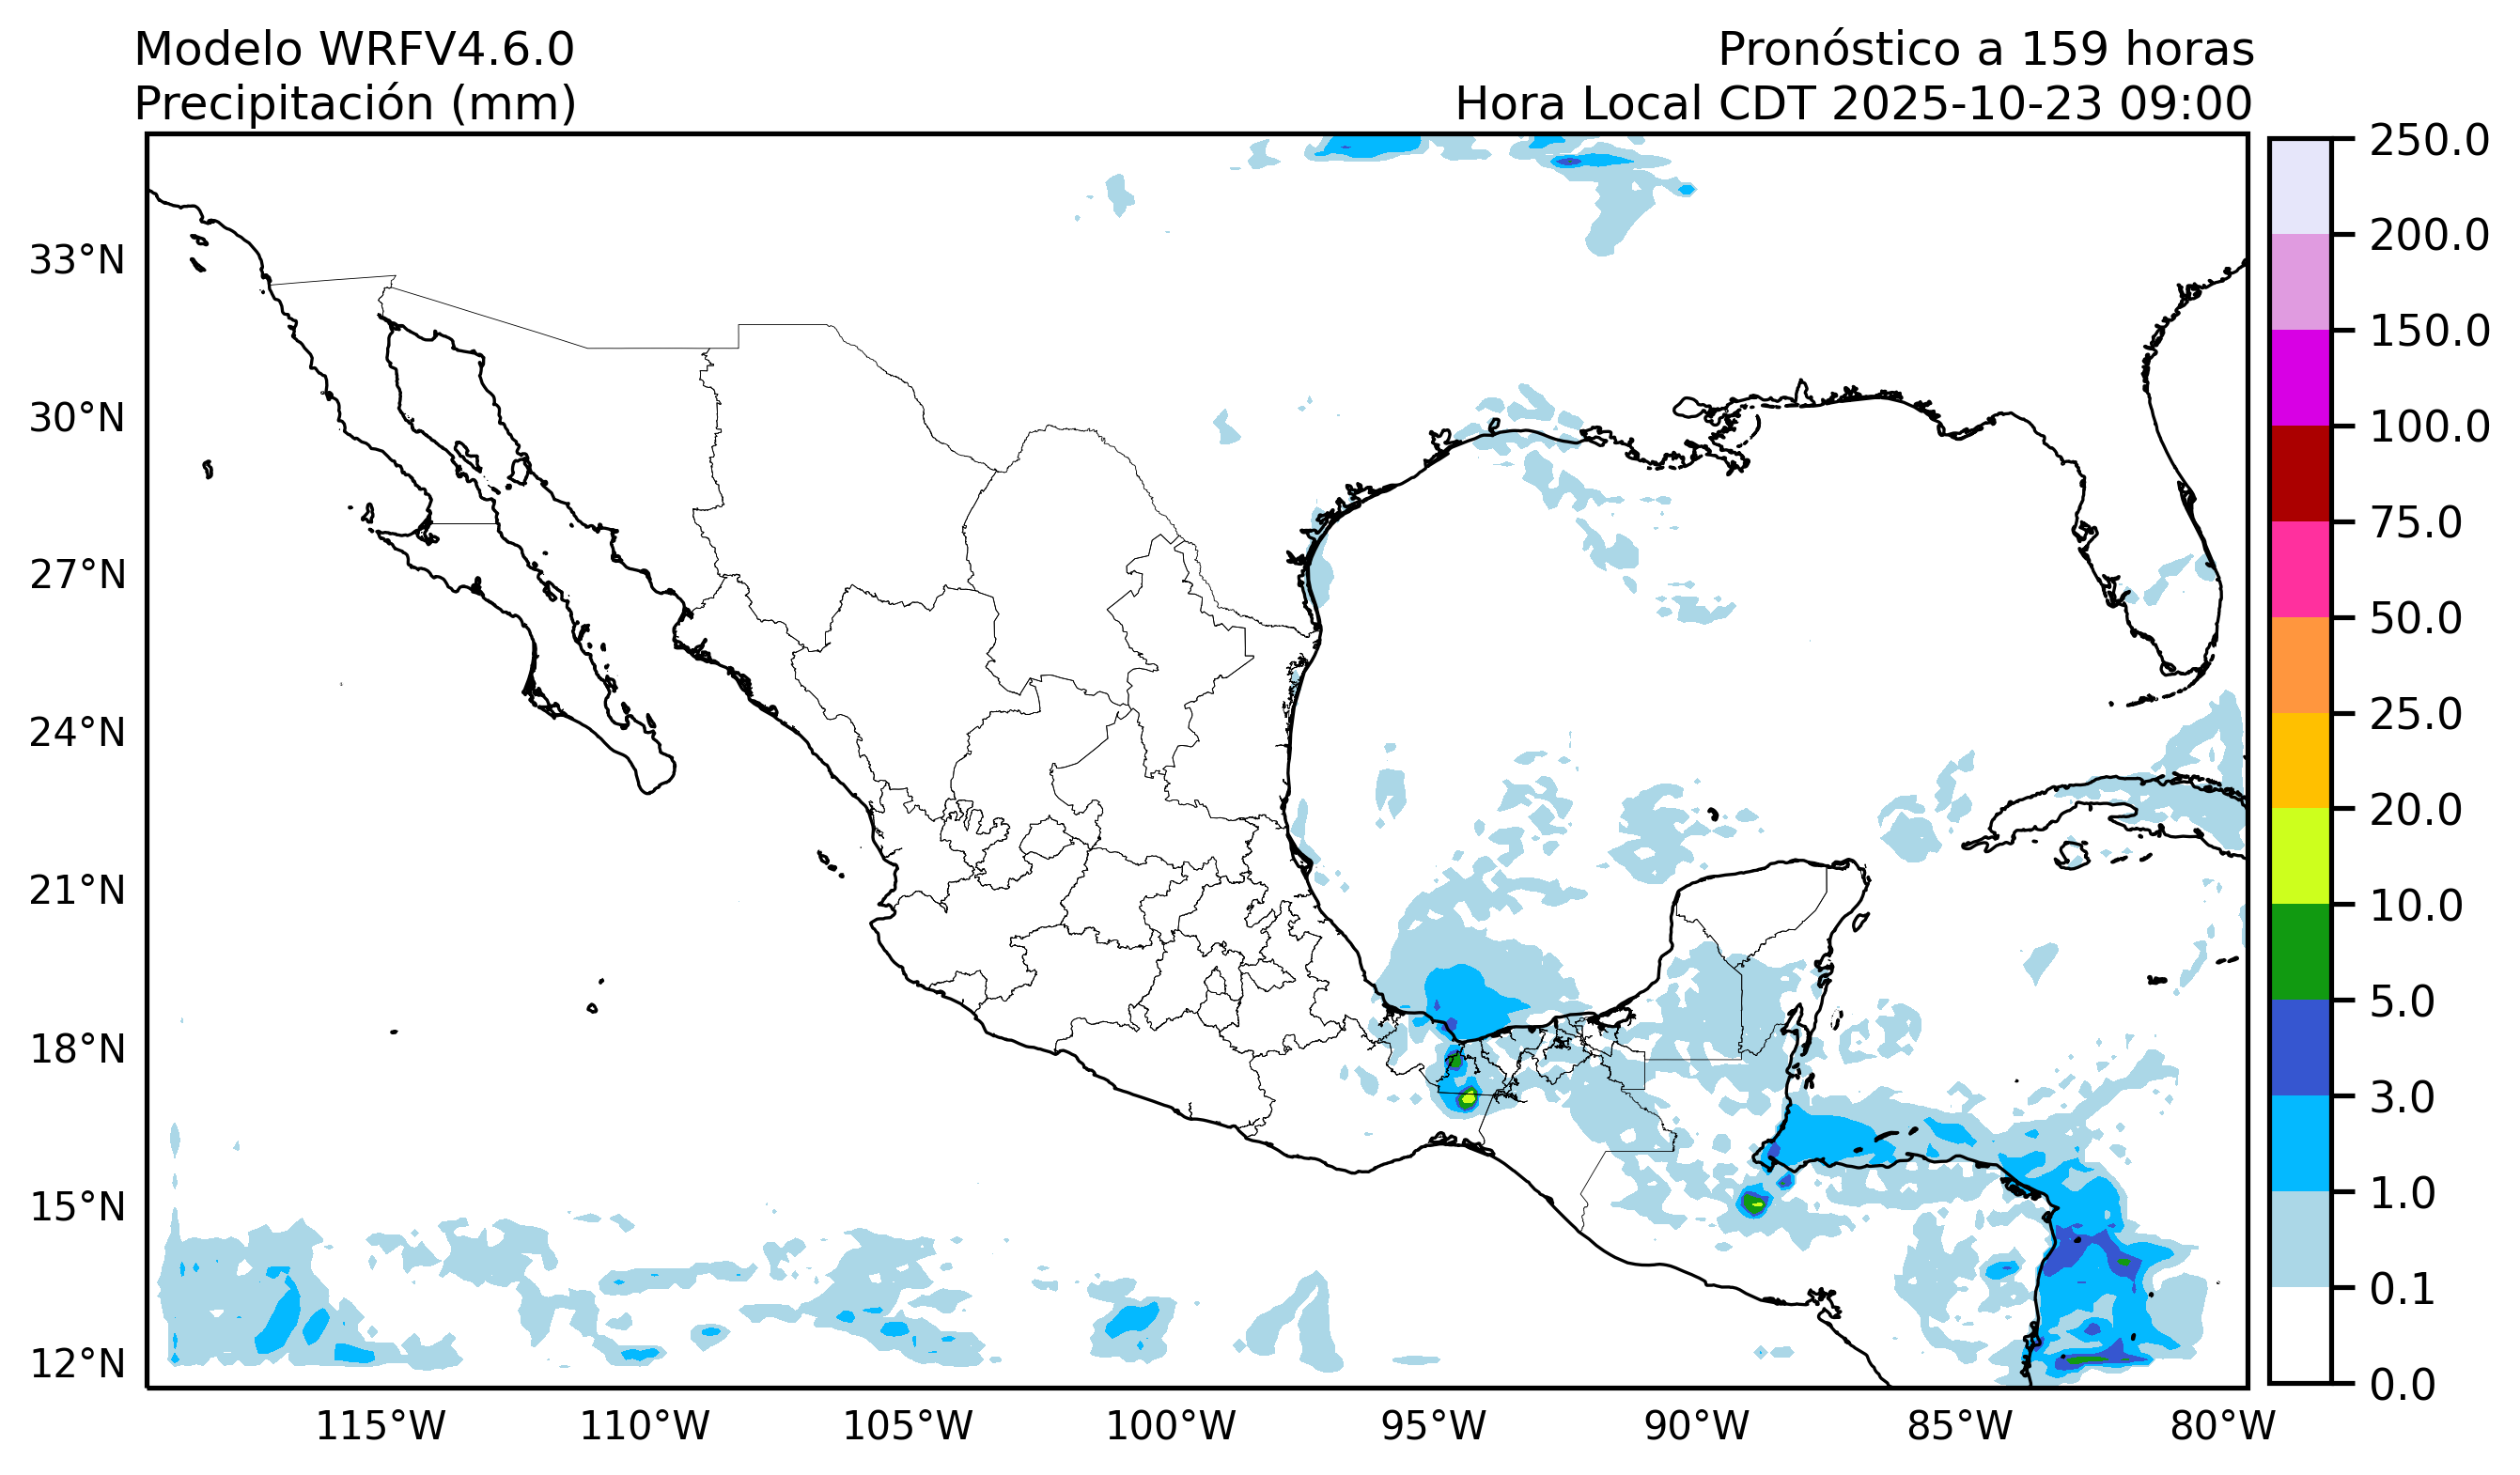 Modelo WRFV4.6.0
Precipitación (mm)
Pronóstico a 159 horas
Hora Local CDT 2025-10-23 09:00
33°N
30°N
27°N
24°N
21°N
18°N
15°N
12°N
115°W
110°W
105°W
100°W
95°W
90°W
85°W
80°W
250.0
200.0
150.0
100.0
75.0
50.0
25.0
20.0
10.0
5.0
3.0
1.0
0.1
0.0